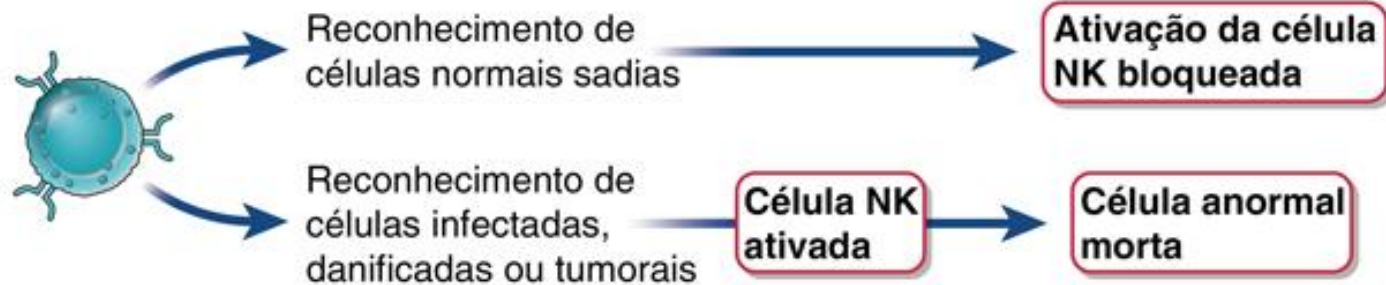 Reconhecimento de
células normais sadias
Ativação da célula
NK bloqueada
Reconhecimento de
células infectadas,
danificadas ou tumorais
Célula NK
ativada
Célula anormal
morta